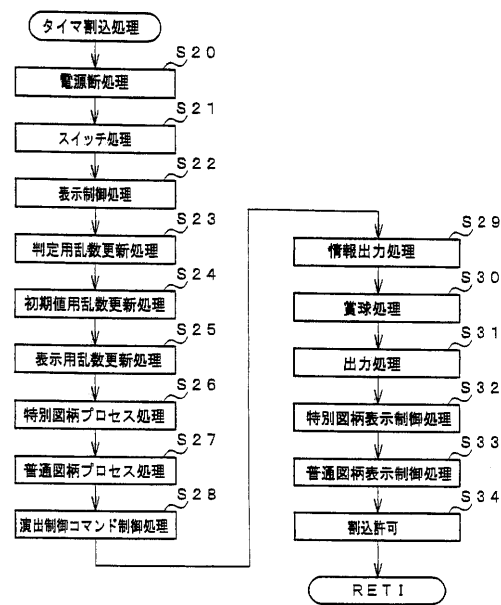 タイマ割込処理
S20
電源断処理
S21
スイッチ処理
S22
表示制御処理
S23
判定用乱数更新処理
S24
初期値用乱数更新処理
S25
表示用乱数更新処理
S26
特別図柄プロセス処理
S27
普通図柄プロセス処理
S28
演出制御コマンド制御処理
S29
情報出力処理
S30
賞球処理
S31
出力処理
S32
特別図柄表示制御処理
S33
普通図柄表示制御処理
S34
割込許可
RETI